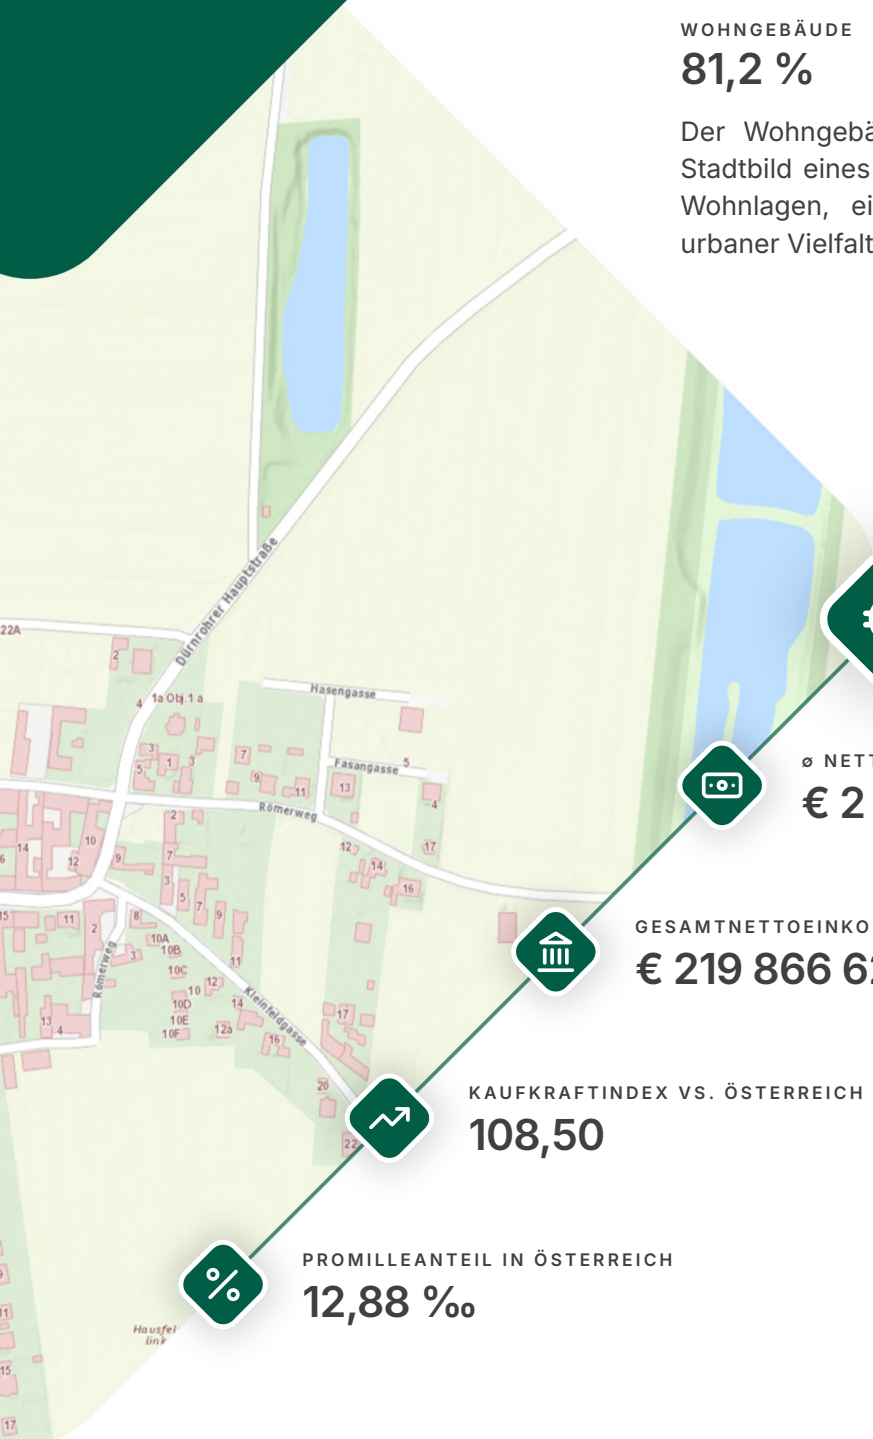 WOHNGEBÄUDE
81,2 %
Der Wohngebä
Stadtbild eines
Wohnlagen, ei
urbaner Vielfalt
Dürnrohrer Hauptstraße
22A
2
4 1a Obj.1 a
Hasengasse
3
5 1 3
7
9
11
Fasangasse 5
13
4
Römerweg
2
10
14
6
12
9
7
12
14
17
16
3
5
7
9
15
11
2
8
10A
10B
3
11
10C
Römerweg
10
12
10D
14
Kleinfeldgasse
10E
10F
12a
16
17
13
4
20
22
ø NETT
€ 2
GESAMTNETTOEINKO
€ 219 866 6
KAUFKRAFTINDEX VS. ÖSTERREICH
108,50
PROMILLEANTEIL IN ÖSTERREICH
12,88 ‰
Hausfel
link
9
11
15
17